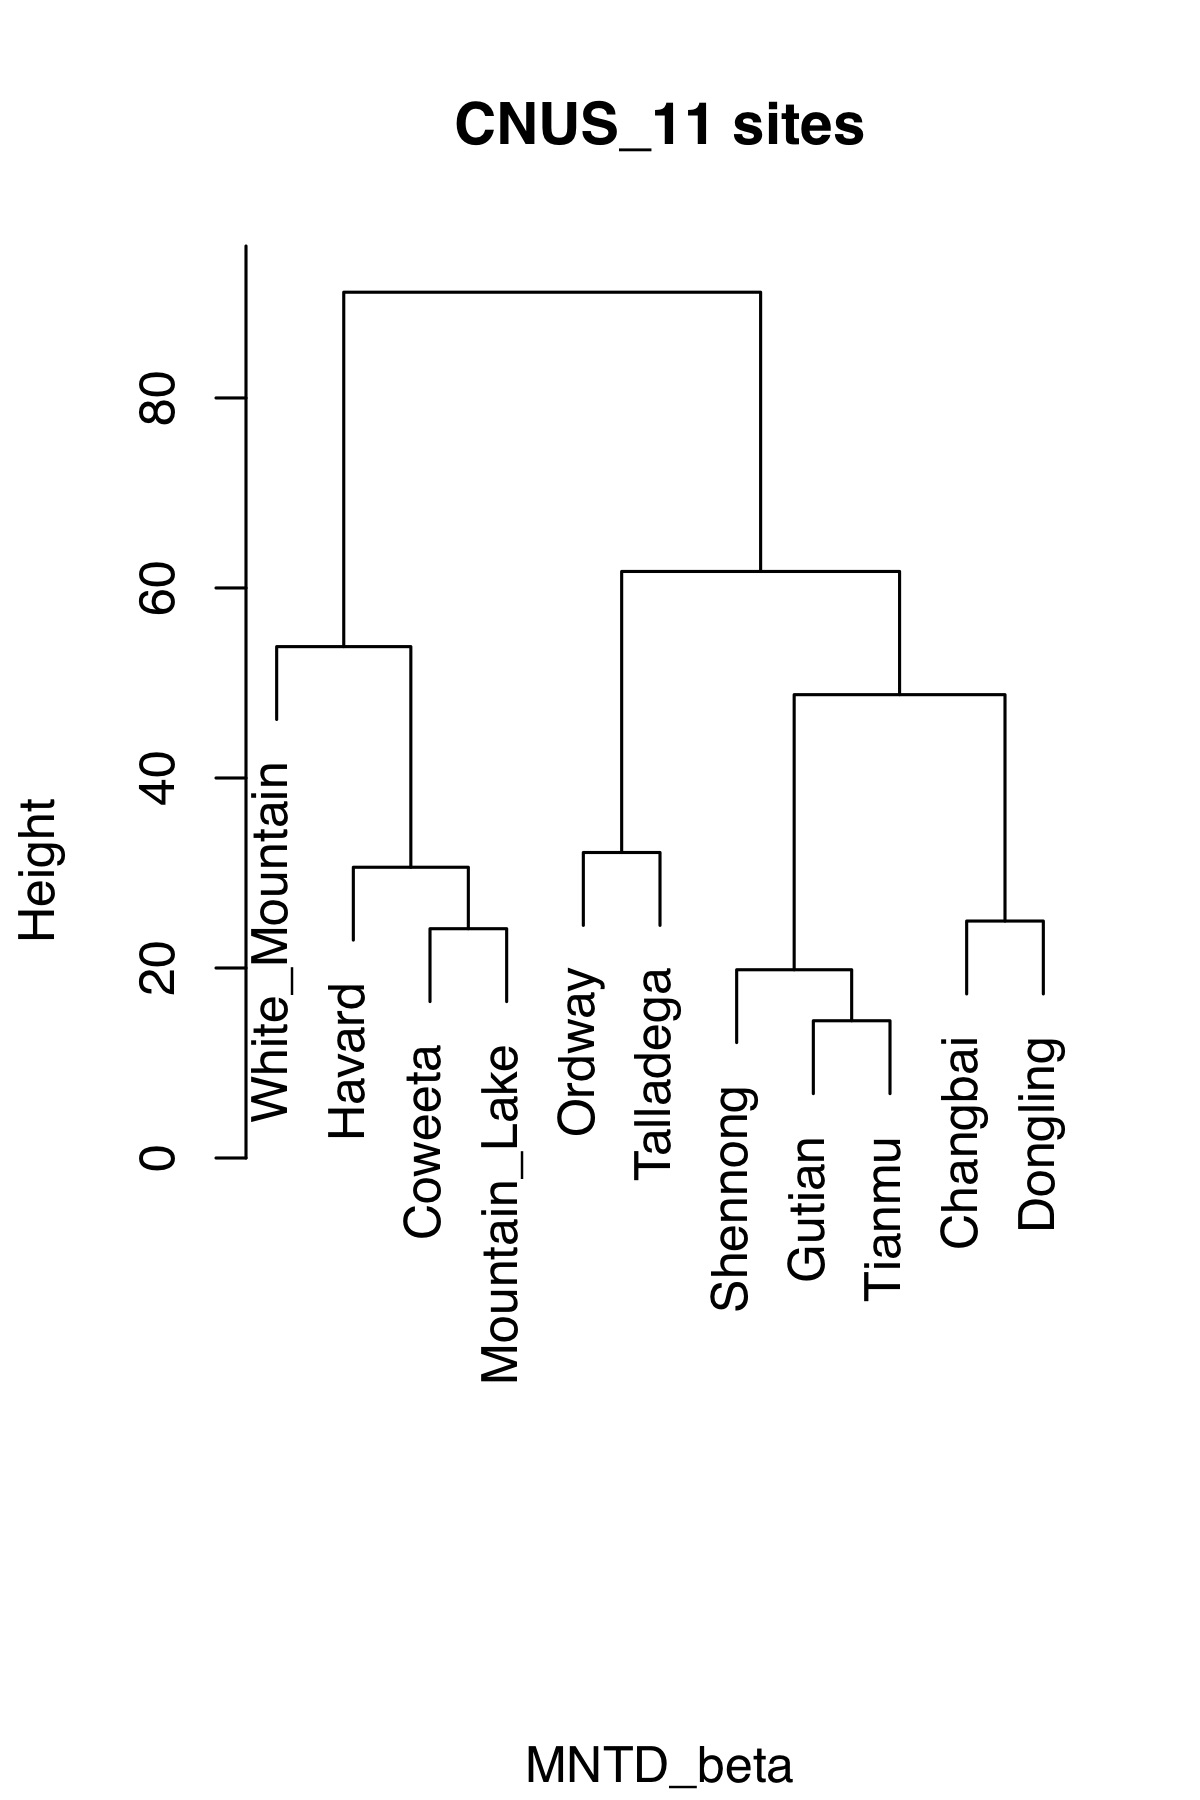 CNUS_11 sites
Height
80
60
40
20
0
White_Mountain
Havard
Coweeta
Mountain_Lake
Ordway
Talladega
Shennong
Gutian
Tianmu
Changbai
Dongling
MNTD_beta